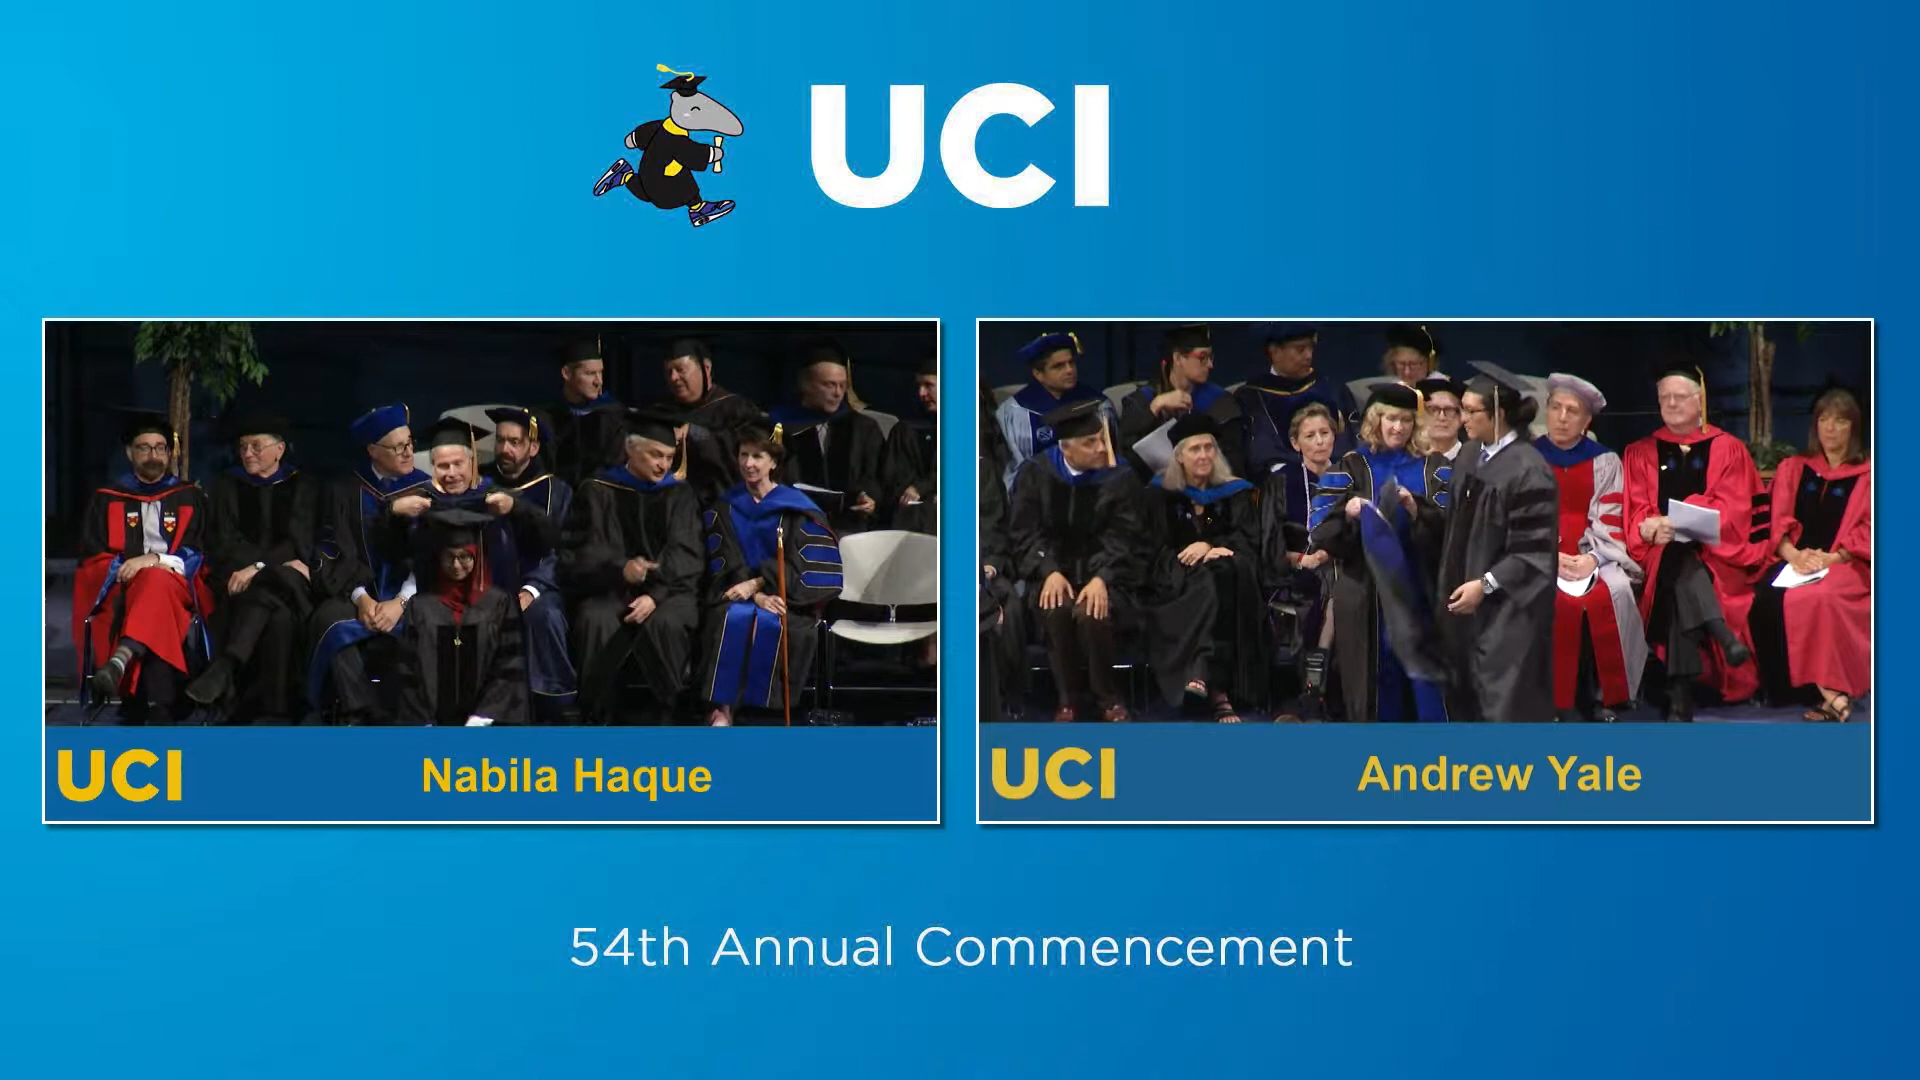 UCI
UCI
Nabila Haque
UCI
Andrew Yale
54th Annual Commencement